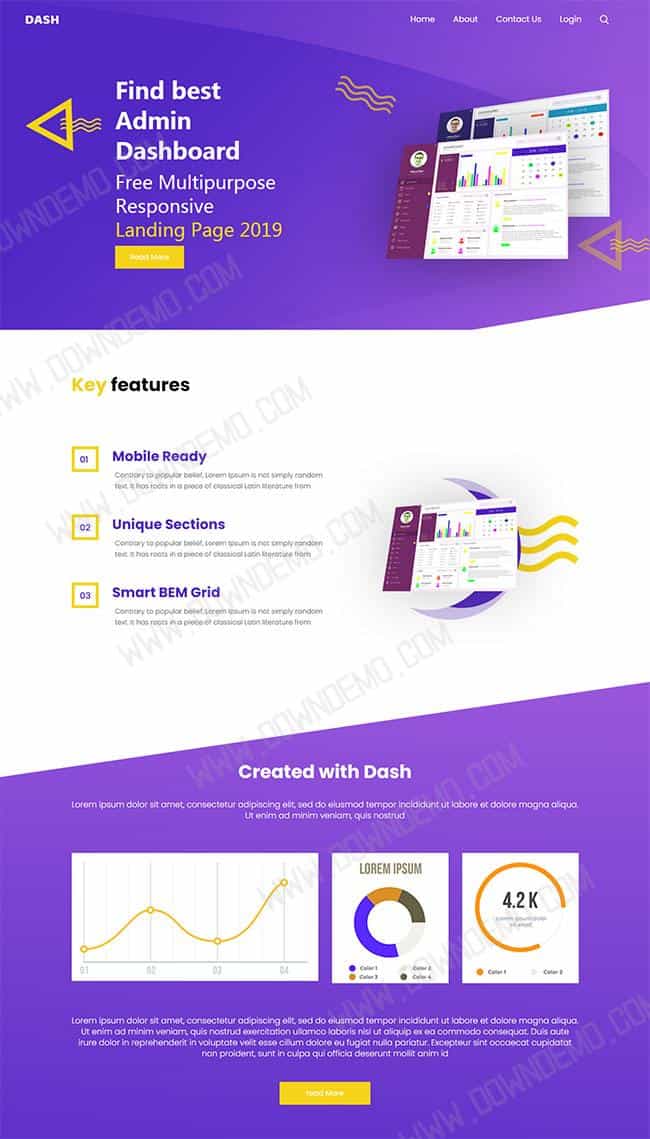 DASH
Home About Contact Us Login
Find best
Admin
Dashboard
Free Multipurpose
Responsive
Landing Page 2019
Read More
Key features
01
Mobile Ready
Contrary to popular belief, Lorem Ipsum is not simply random
text. It has roots in a piece of classical Latin literature from
02
Unique Sections
Contrary to popular belief, Lorem Ipsum is not simply random
text. It has roots in a piece of classical Latin literature from
03
Smart BEM Grid
Contrary to popular belief, Lorem Ipsum is not simply random
text. It has roots in a piece of classical Latin literature from
Created with Dash
Lorem ipsum dolor sit amet, consectetur adipiscing elit, sed do eiusmod tempor incididunt ut labore et dolore magna aliqua.
Ut enim ad minim veniam, quis nostrud
01 02 03 04
LOREM IPSUM
Color 1 Color 2
Color 3 Color 4
4.2 K
Lorem ipsum dolor
sit amet,
Color 1 Color 2
Lorem ipsum dolor sit amet, consectetur adipiscing elit, sed do eiusmod tempor incididunt ut labore et dolore magna aliqua.
Ut enim ad minim veniam, quis nostrud exercitation ullamco laboris nisi ut aliquip ex ea commodo consequat. Duis aute
irure dolor in reprehenderit in voluptate velit esse cillum dolore eu fugiat nulla pariatur. Excepteur sint occaecat cupidatat
non proident, sunt in culpa qui officia deserunt mollit anim id
read More
WWW.DOWNDEMO.COM